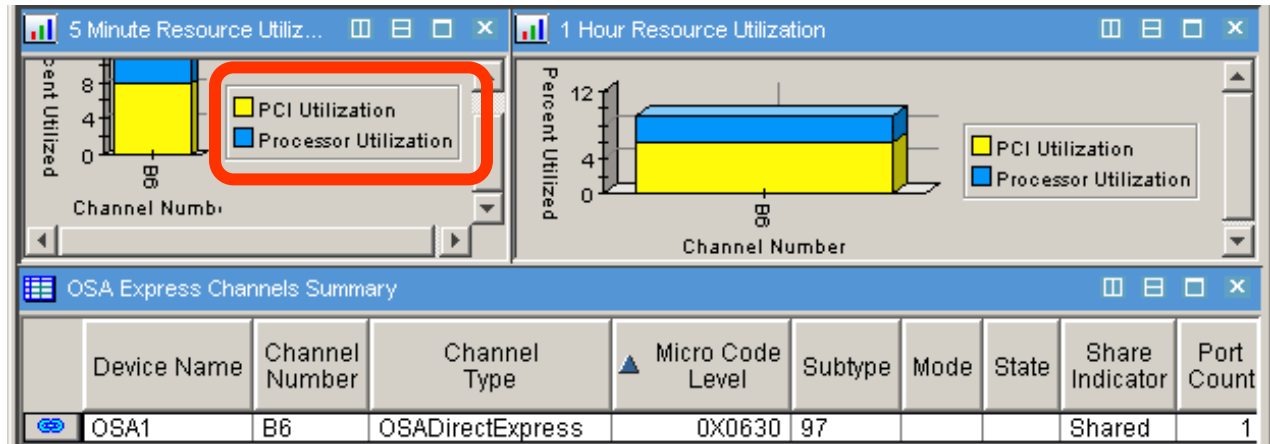 5 Minute Resource Utiliz...
Percent Utilized
8
4
0
B6
Channel Numb
PCI Utilization
Processor Utilization
1 Hour Resource Utilization
Percent Utilized
12
4
0
B6
Channel Number
PCI Utilization
Processor Utilization
OSA Express Channels Summary
Device Name Channel Number Channel Type Micro Code Level Subtype Mode State Share Indicator Port Count
OSA1 B6 OSADirectExpress 0X0630 97 Shared 1